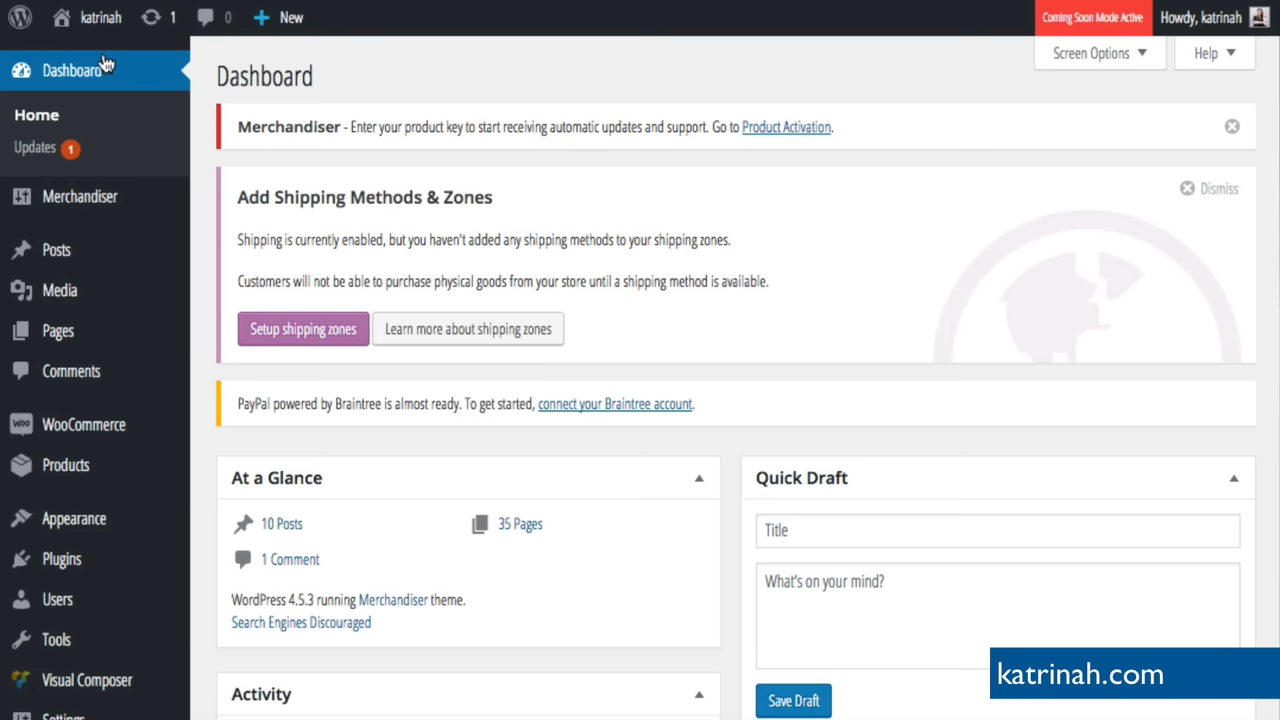 katrinah
1
0
New
Coming Soon Mode Active
Howdy, katrinah
Screen Options
Help
Dashboard
Home
Updates 1
Merchandiser
Posts
Media
Pages
Comments
WOO WooCommerce
Products
Appearance
Plugins
Users
Tools
Visual Composer
Settings
Dashboard
Merchandiser - Enter your product key to start receiving automatic updates and support. Go to Product Activation.
Add Shipping Methods & Zones
Dismiss
Shipping is currently enabled, but you haven't added any shipping methods to your shipping zones.
Customers will not be able to purchase physical goods from your store until a shipping method is available.
Setup shipping zones
Learn more about shipping zones
PayPal powered by Braintree is almost ready. To get started, connect your Braintree account.
At a Glance
10 Posts
35 Pages
1 Comment
WordPress 4.5.3 running Merchandiser theme.
Search Engines Discouraged
Activity
Quick Draft
Title
What's on your mind?
Save Draft
katrinah.com